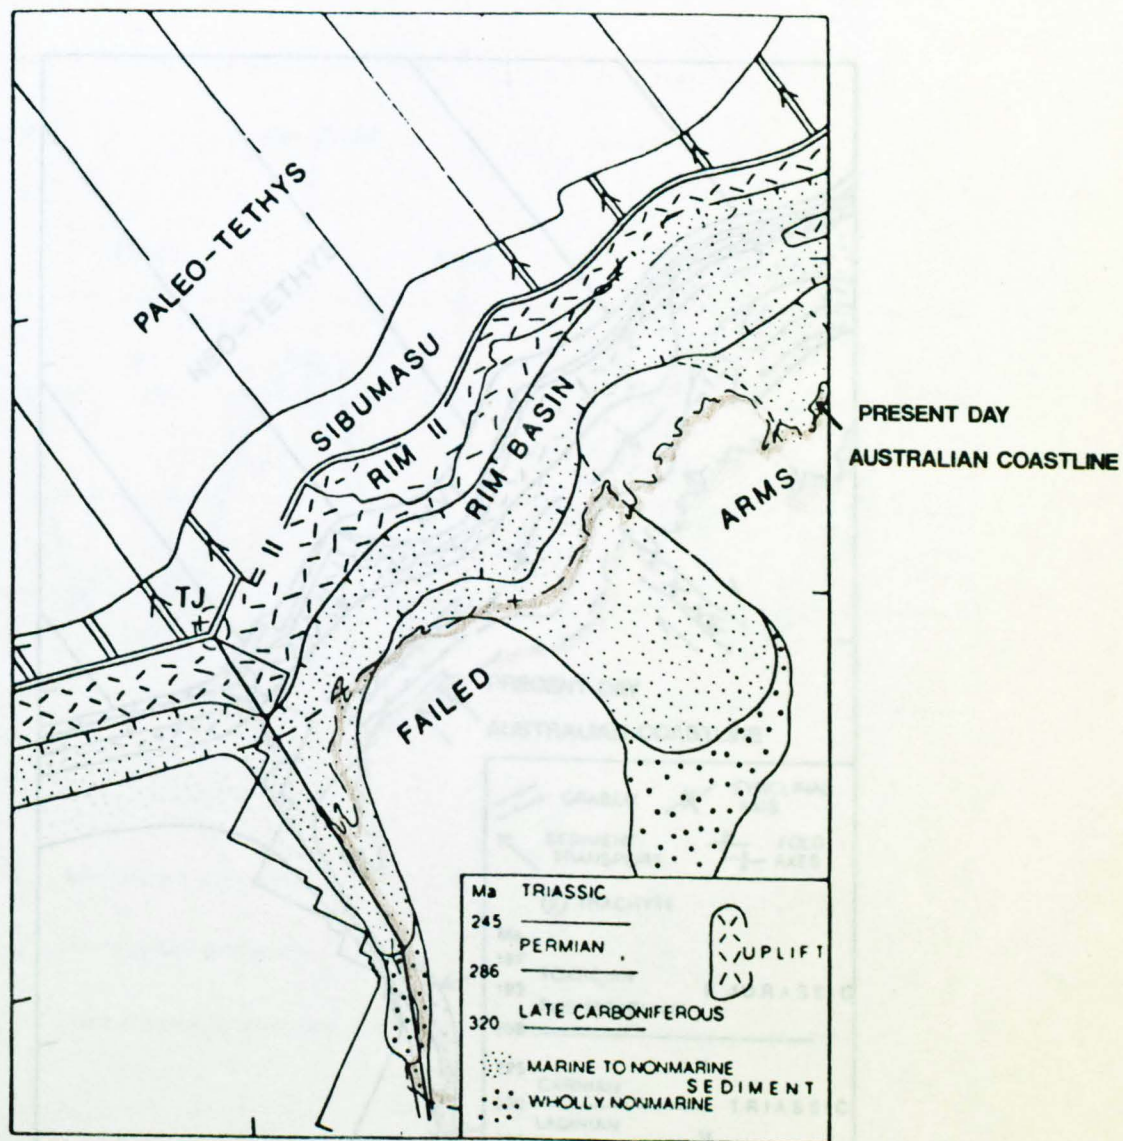 PALEO-TETHYS
SIBUMASU
RIM II
RIM BASIN
II
TJ
FAILED
ARMS
PRESENT DAY
AUSTRALIAN COASTLINE
Ma TRIASSIC
245
PERMIAN
286
LATE CARBONIFEROUS
320
UPLIFT
MARINE TO NONMARINE
SEDIMENT
WHOLLY NONMARINE